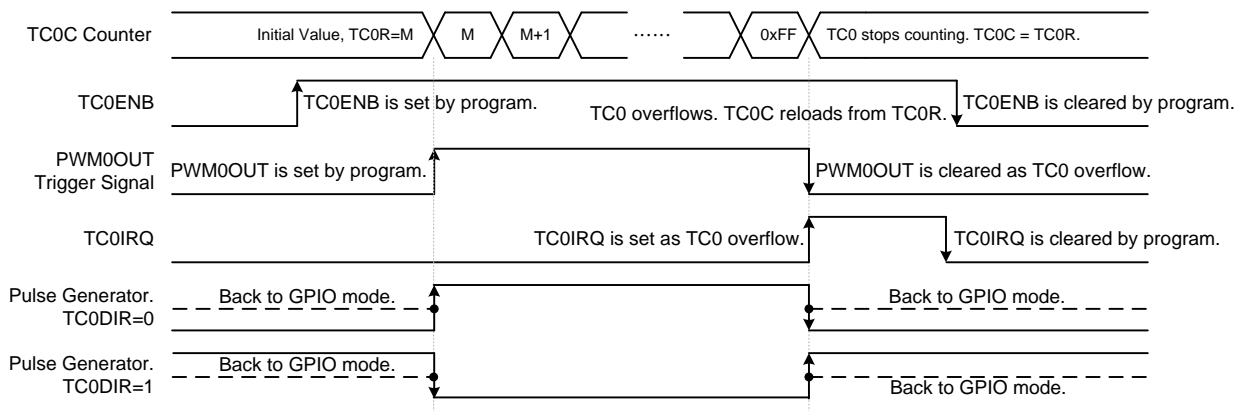 TC0C Counter
Initial Value, TC0R=M
M
M+1
......
0xFF
TC0 stops counting. TC0C = TC0R.
TC0ENB
TC0ENB is set by program.
TC0 overflows. TC0C reloads from TC0R.
TC0ENB is cleared by program.
PWM0OUT
Trigger Signal
PWM0OUT is set by program.
PWM0OUT is cleared as TC0 overflow.
TC0IRQ
TC0IRQ is set as TC0 overflow.
TC0IRQ is cleared by program.
Pulse Generator.
TC0DIR=0
Back to GPIO mode.
Back to GPIO mode.
Pulse Generator.
TC0DIR=1
Back to GPIO mode.
Back to GPIO mode.